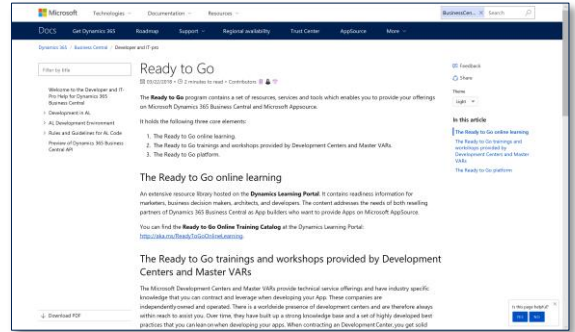 Microsoft Technologies Documentation Resources BusinessCen... × Search
Docs Get Dynamics 365 Roadmap Support Regional availability Trust Center AppSource More
Dynamics 365 / Business Central / Developer and IT-pro
Filter by title
Welcome to the Developer and IT-
Pro Help for Dynamics 365
Business Central
> Development in AL
> AL Development Environment
> Rules and Guidelines for AL Code
Preview of Dynamics 365 Business
Central API
Download PDF
Ready to Go
05/22/2018 • 2 minutes to read • Contributors
The Ready to Go program contains a set of resources, services and tools which enables you to provide your offerings
on Microsoft Dynamics 365 Business Central and Microsoft Appsource.
It holds the following three core elements:
1. The Ready to Go online learning.
2. The Ready to Go trainings and workshops provided by Development Centers and Master VARs.
3. The Ready to Go platform.
The Ready to Go online learning
An extensive resource library hosted on the Dynamics Learning Portal. It contains readiness information for
marketers, business decision makers, architects, and developers. The content addresses the needs of both reselling
partners of Dynamics 365 Business Central as App builders who want to provide Apps on Microsoft AppSource.
You can find the Ready to Go Online Training Catalog at the Dynamics Learning Portal:
http://aka.ms/ReadyToGoOnlineLearning.
The Ready to Go trainings and workshops provided by Development
Centers and Master VARs
The Microsoft Development Centers and Master VARs provide technical service offerings and have industry specific
knowledge that you can contract and leverage when developing your App. These companies are
independently owned and operated. There is a worldwide presence of development centers and are therefore always
within reach to assist you. Over time, they have built up a strong knowledge base and a set of highly developed best
practices that you can learn on when developing your apps. When contracting an Development Center, you get solid
Feedback
Share
Theme
Light
In this article
The Ready to Go online learning
The Ready to Go trainings and
workshops provided by
Development Centers and Master
VARs
The Ready to Go platform
Is this page helpful? ×
YES NO